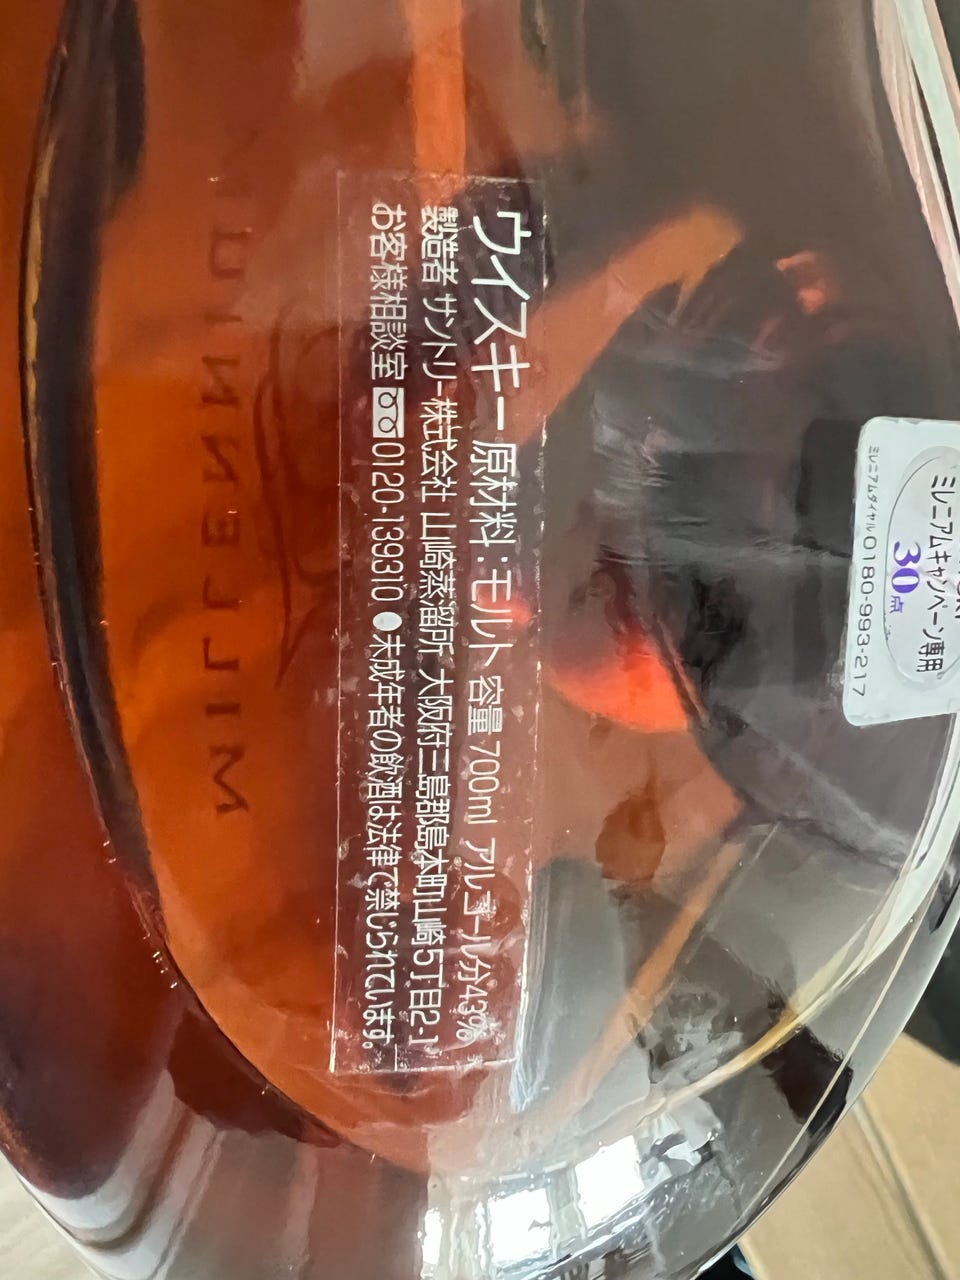 ウイスキー 原材料：モルト 容量 700ml アルコール分43%
製造者 サントリー株式会社 山崎蒸溜所 大阪府三島郡島本町山崎5丁目2-1
お客様相談室 0120-139310 ●未成年者の飲酒は法律で禁じられています。
ミレニアムキャンペーン専用
30点
ミレニアムダイヤル0180-993-217
MILLENNIUM